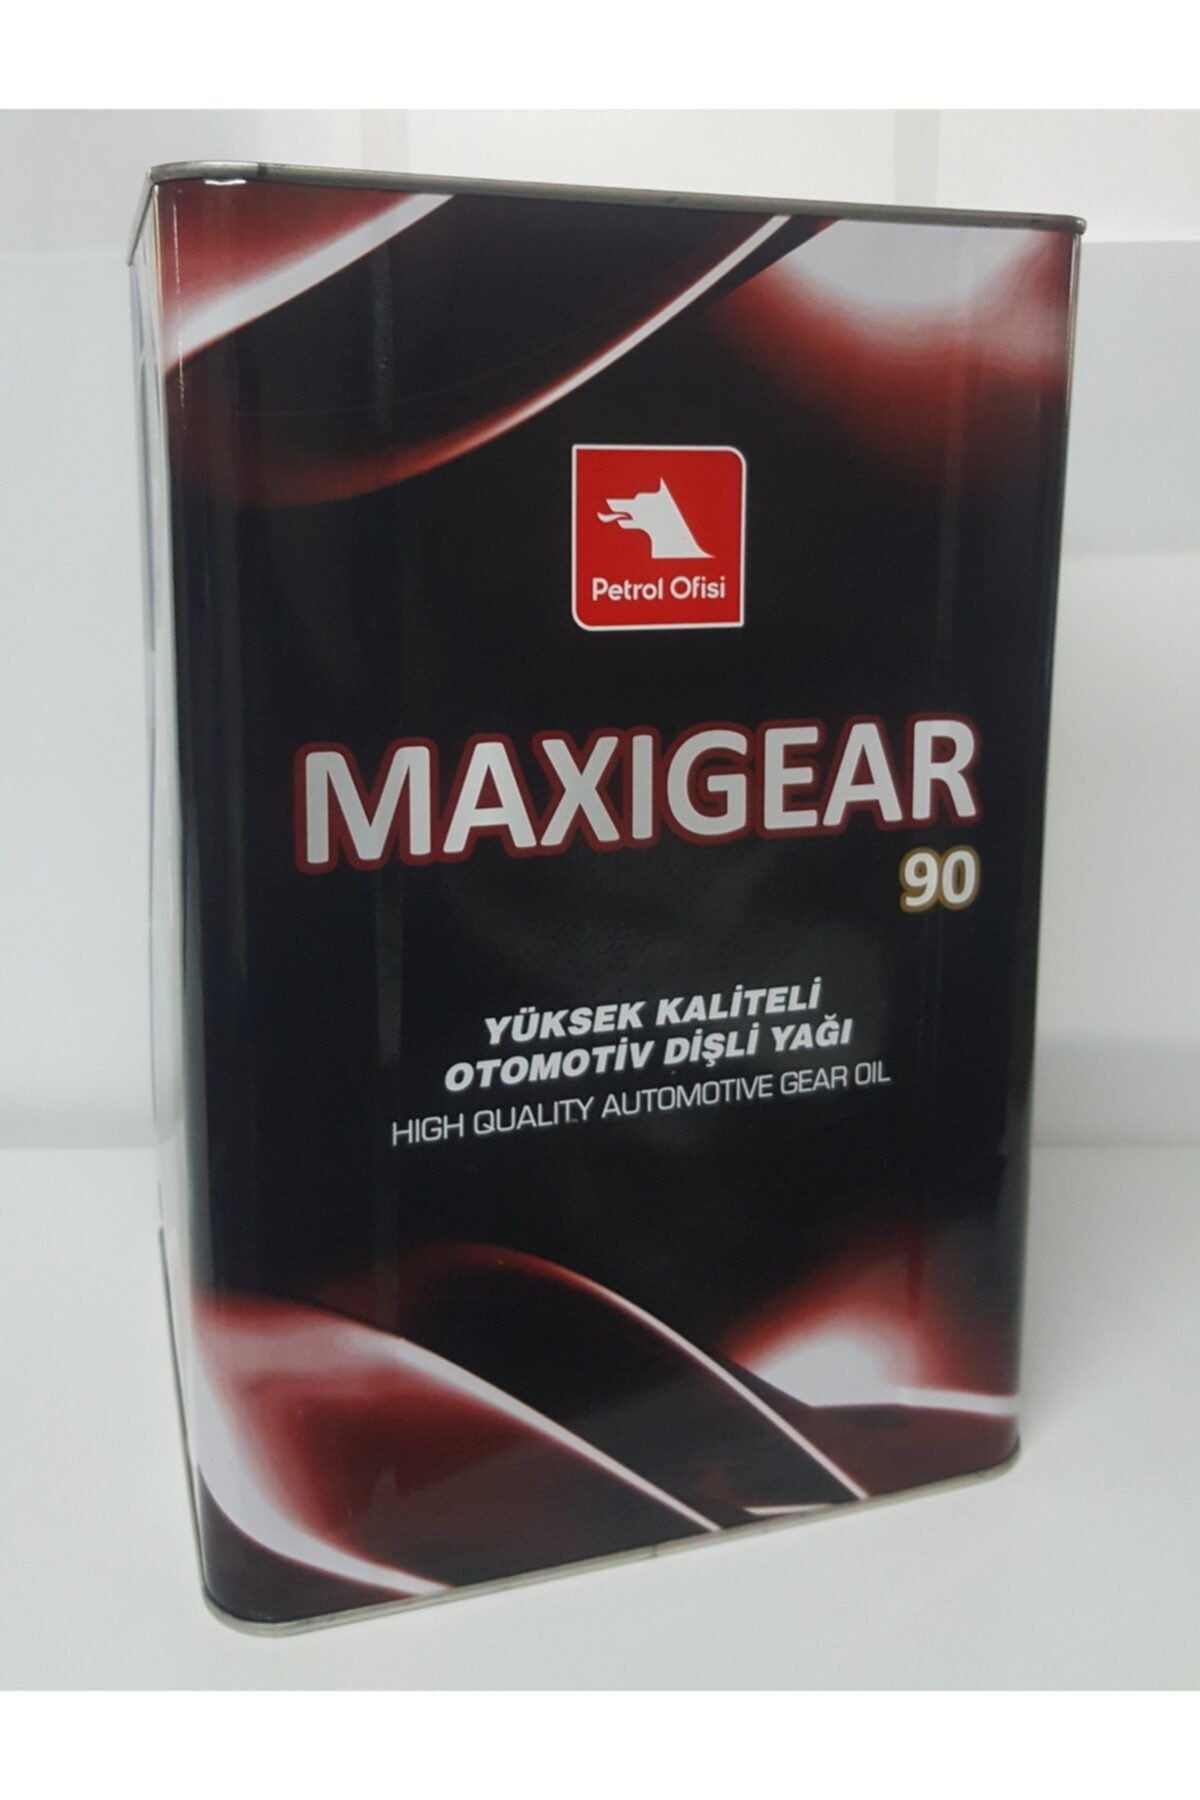 Petrol Ofisi
MAXIGEAR
90
YÜKSEK KALİTELİ
OTOMOTİV DİŞLİ YAĞI
HIGH QUALITY AUTOMOTIVE GEAR OIL